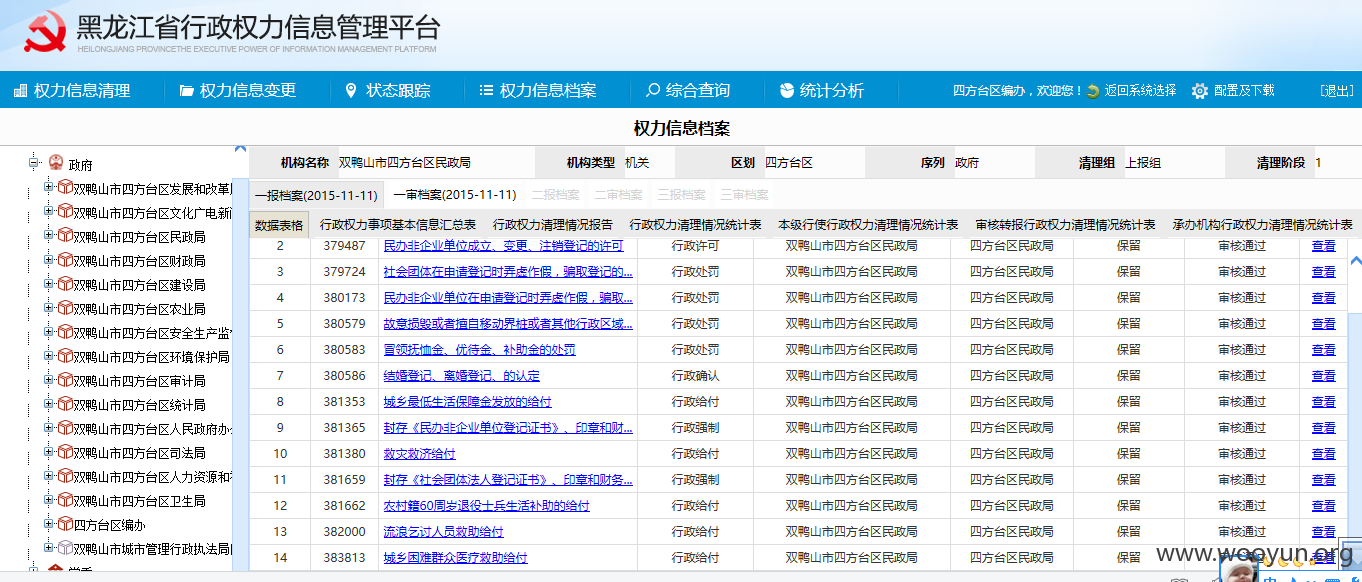 黑龙江省行政权力信息管理平台
HEILONGJIANG PROVINCETHE EXECUTIVE POWER OF INFORMATION MANAGEMENT PLATFORM
权力信息清理 权力信息变更 状态跟踪 权力信息档案 综合查询 统计分析 四方台区编办，欢迎您！ 返回系统选择 配置及下载 [退出]
权力信息档案
政府
双鸭山市四方台区发展和改革
双鸭山市四方台区文化广电新
双鸭山市四方台区民政局
双鸭山市四方台区财政局
双鸭山市四方台区建设局
双鸭山市四方台区农业局
双鸭山市四方台区安全生产监
双鸭山市四方台区环境保护局
双鸭山市四方台区审计局
双鸭山市四方台区统计局
双鸭山市四方台区人民政府办
双鸭山市四方台区司法局
双鸭山市四方台区人力资源和
双鸭山市四方台区卫生局
四方台区编办
双鸭山市城市管理行政执法局
机构名称 双鸭山市四方台区民政局 机构类型 机关 区划 四方台区 序列 政府 清理组 上报组 清理阶段 1
一报档案(2015-11-11) 一审档案(2015-11-11) 二报档案 二审档案 三报档案 三审档案
数据表格 行政权力事项基本信息汇总表 行政权力清理情况报告 行政权力清理情况统计表 本级行使行政权力清理情况统计表 审核转报行政权力清理情况统计表 承办机构行政权力清理情况统计表
2 379487 民办非企业单位成立、变更、注销登记的许可 行政许可 双鸭山市四方台区民政局 四方台区民政局 保留 审核通过 查看
3 379724 社会团体在申请登记时弄虚作假，骗取登记的... 行政处罚 双鸭山市四方台区民政局 四方台区民政局 保留 审核通过 查看
4 380173 民办非企业单位在申请登记时弄虚作假，骗取... 行政处罚 双鸭山市四方台区民政局 四方台区民政局 保留 审核通过 查看
5 380579 故意损毁或者擅自移动界桩或者其他行政区域... 行政处罚 双鸭山市四方台区民政局 四方台区民政局 保留 审核通过 查看
6 380583 冒领抚恤金、优待金、补助金的处罚 行政处罚 双鸭山市四方台区民政局 四方台区民政局 保留 审核通过 查看
7 380586 结婚登记、离婚登记、的认定 行政确认 双鸭山市四方台区民政局 四方台区民政局 保留 审核通过 查看
8 381353 城乡最低生活保障金发放的给付 行政给付 双鸭山市四方台区民政局 四方台区民政局 保留 审核通过 查看
9 381365 封存《民办非企业单位登记证书》、印章和财... 行政强制 双鸭山市四方台区民政局 四方台区民政局 保留 审核通过 查看
10 381380 救灾救济给付 行政给付 双鸭山市四方台区民政局 四方台区民政局 保留 审核通过 查看
11 381659 封存《社会团体法人登记证书》、印章和财务... 行政强制 双鸭山市四方台区民政局 四方台区民政局 保留 审核通过 查看
12 381662 农村籍60周岁退役士兵生活补助的给付 行政给付 双鸭山市四方台区民政局 四方台区民政局 保留 审核通过 查看
13 382000 流浪乞讨人员救助给付 行政给付 双鸭山市四方台区民政局 四方台区民政局 保留 审核通过 查看
14 383813 城乡困难群众医疗救助给付 行政给付 双鸭山市四方台区民政局 四方台区民政局 保留 审核通过 查看
www.wooyun.org